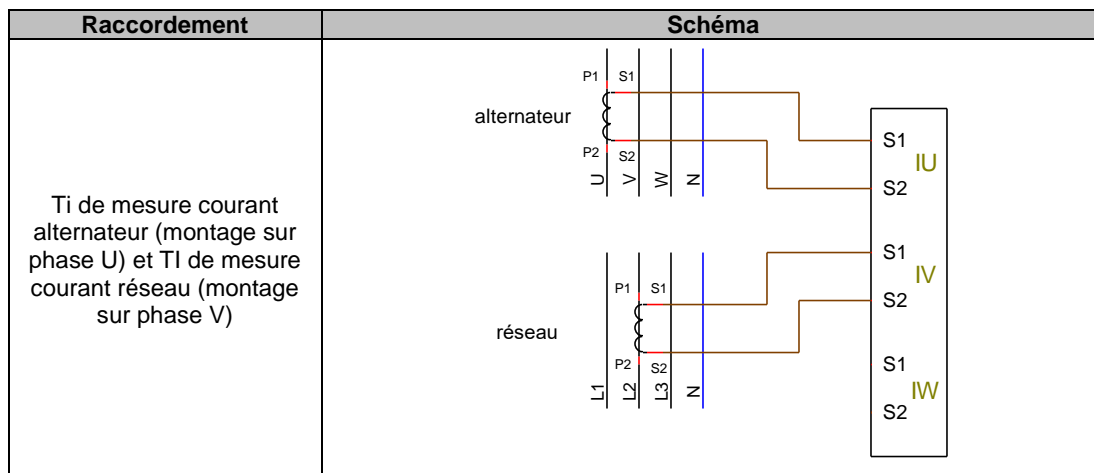 Raccordement
Schéma
Ti de mesure courant
alternateur (montage sur
phase U) et TI de mesure
courant réseau (montage
sur phase V)
P1 S1
alternateur
P2 S2
U V W N
S1
IU
S2
S1
IV
S2
S1
IW
S2
P1 S1
réseau
P2 S2
L1 L2 L3 N